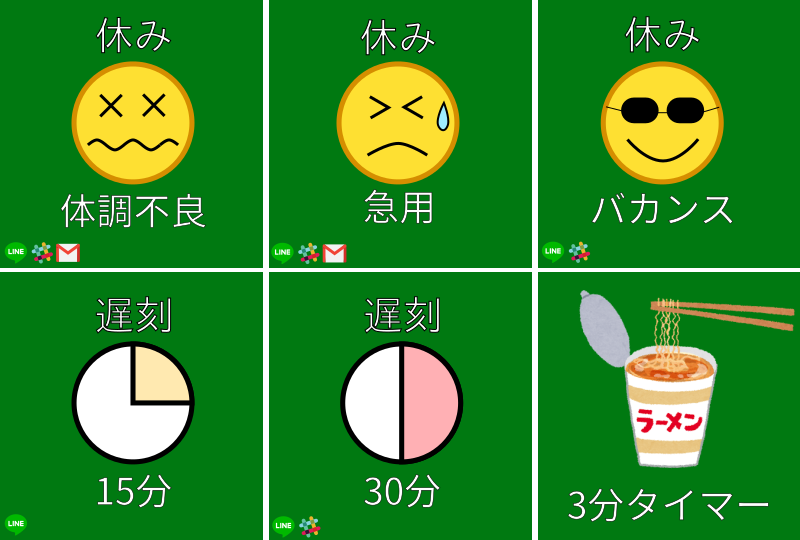 休み
体調不良
LINE
休み
急用
LINE
休み
バカンス
LINE
遅刻
15分
LINE
遅刻
30分
LINE
ラーメン
3分タイマー